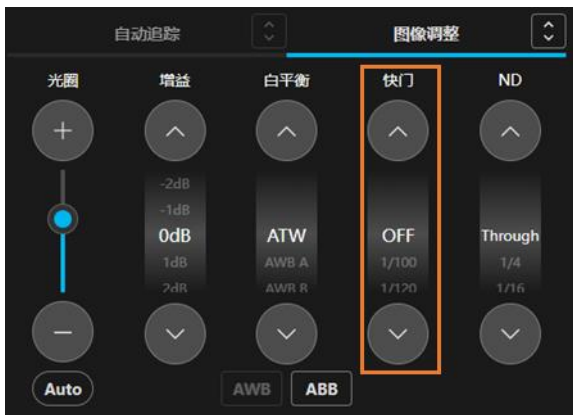 自动追踪 图像调整
光圈 增益 白平衡 快门 ND
-2dB
-1dB
0dB ATW OFF Through
1dB AWB A 1/100 1/4
2dB AWB B 1/120 1/16
Auto AWB ABB